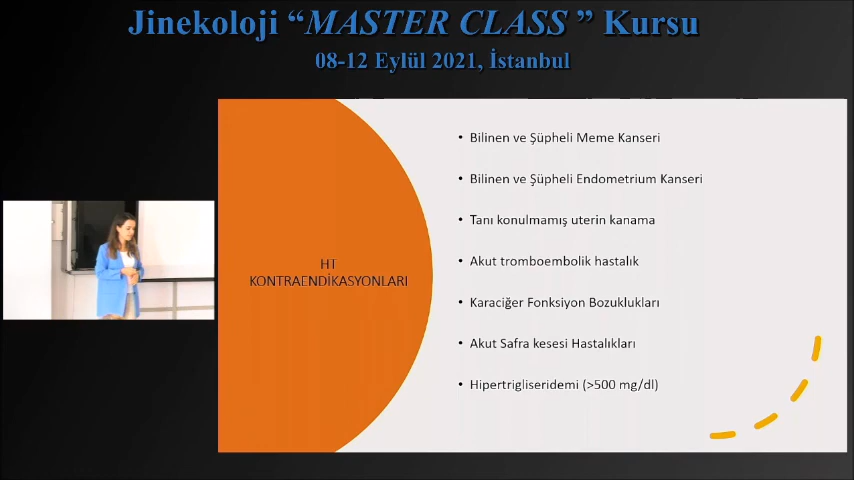 Jinekoloji “MASTER CLASS ” Kursu
08-12 Eylül 2021, İstanbul
HT
KONTRAENDİKASYONLARI
• Bilinen ve Şüpheli Meme Kanseri
• Bilinen ve Şüpheli Endometrium Kanseri
• Tanı konulmamış uterin kanama
• Akut tromboembolik hastalık
• Karaciğer Fonksiyon Bozuklukları
• Akut Safra kesesi Hastalıkları
• Hipertrigliseridemi (>500 mg/dl)